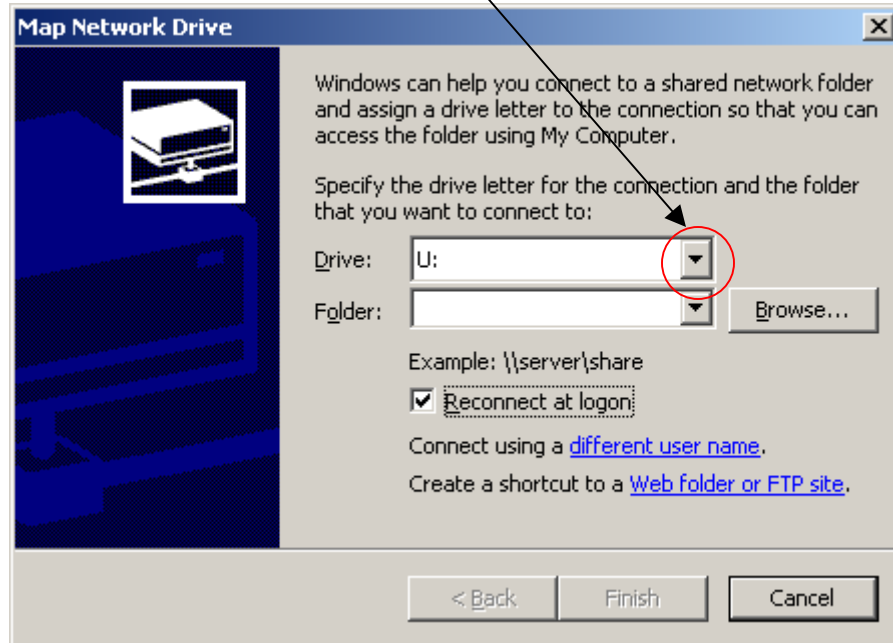 Map Network Drive
Windows can help you connect to a shared network folder
and assign a drive letter to the connection so that you can
access the folder using My Computer.
Specify the drive letter for the connection and the folder
that you want to connect to:
Drive: U:
Folder: Browse...
Example: \\server\share
Reconnect at logon
Connect using a different user name.
Create a shortcut to a Web folder or FTP site.
< Back Finish Cancel